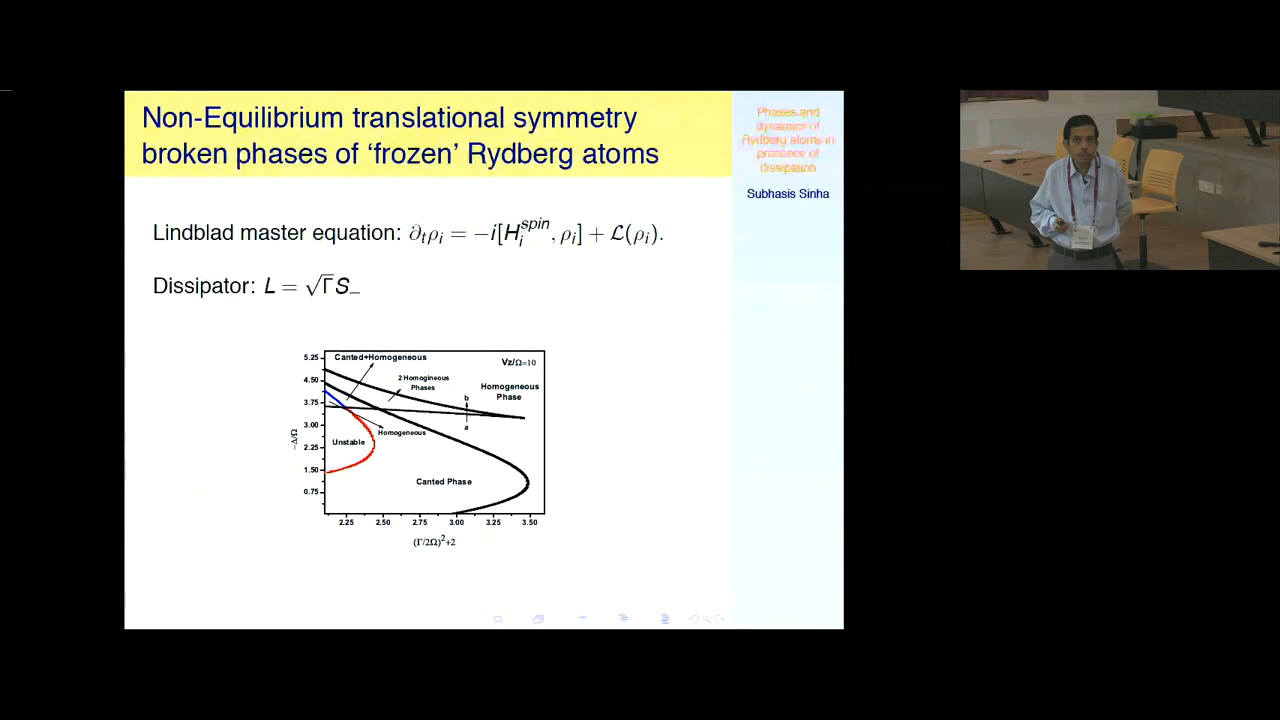 Non-Equilibrium translational symmetry
broken phases of ‘frozen’ Rydberg atoms
Lindblad master equation: ∂tρi = −i[Hi^spin, ρi] + ℒ(ρi).
Dissipator: L = √Γ S−
Canted+Homogeneous
Vz/Ω=10
2 Homogineous
Phases
Homogeneous
Phase
b
a
Homogeneous
Unstable
Canted Phase
−Δ/Ω
5.25
4.50
3.75
3.00
2.25
1.50
0.75
2.25 2.50 2.75 3.00 3.25 3.50
(Γ/2Ω)²+2
Phases and
dynamics of
Rydberg atoms in
presence of
dissipation
Subhasis Sinha